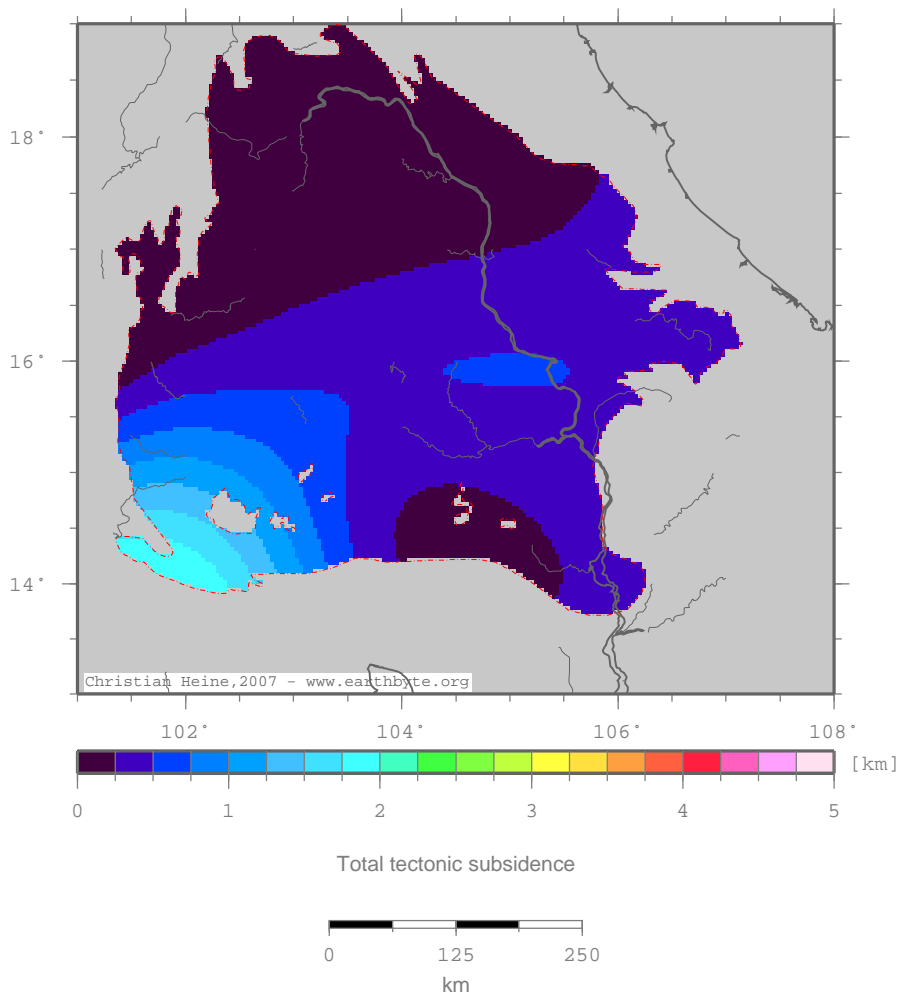 18°
16°
14°
Christian Heine,2007 - www.earthbyte.org
102° 104° 106° 108°
[km]
0 1 2 3 4 5
Total tectonic subsidence
0 125 250
km